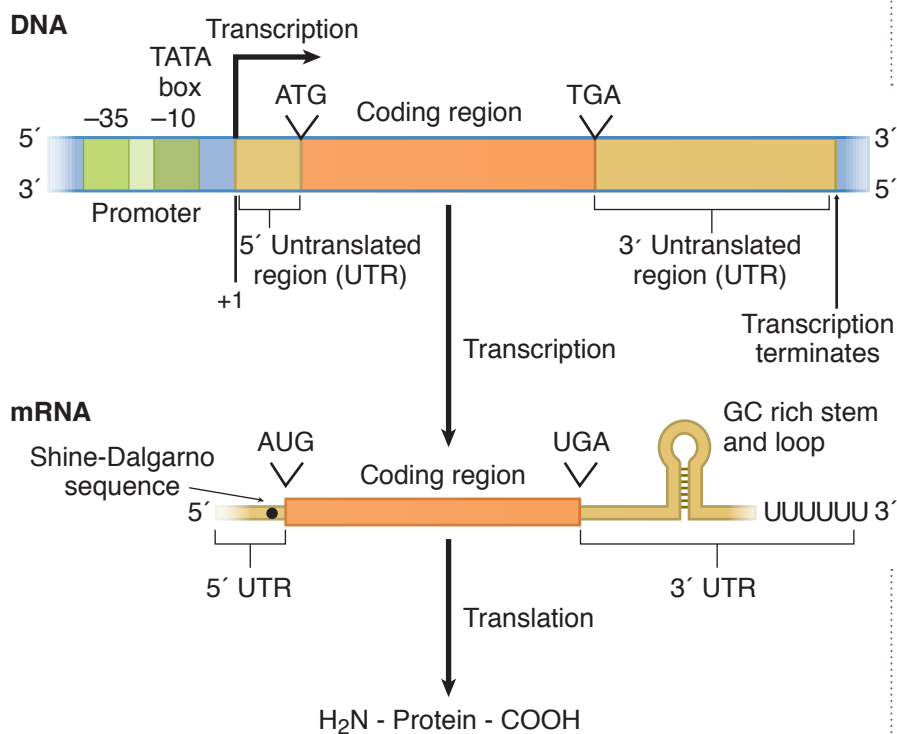 DNA
Transcription
TATA
box
–35
–10
ATG
Coding region
TGA
5´
3´
3´
5´
Promoter
5´ Untranslated
region (UTR)
3´ Untranslated
region (UTR)
+1
Transcription
terminates
Transcription
mRNA
GC rich stem
and loop
Shine-Dalgarno
sequence
AUG
Coding region
UGA
5´
UUUUUU 3´
5´ UTR
3´ UTR
Translation
H₂N - Protein - COOH